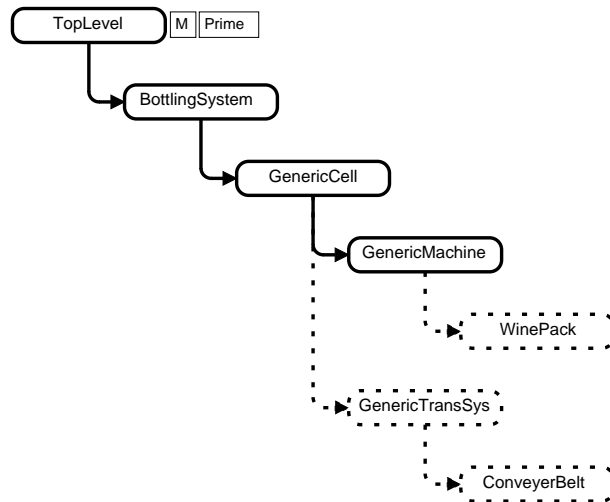 TopLevel M Prime
BottlingSystem
GenericCell
GenericMachine
WinePack
GenericTransSys
ConveyerBelt